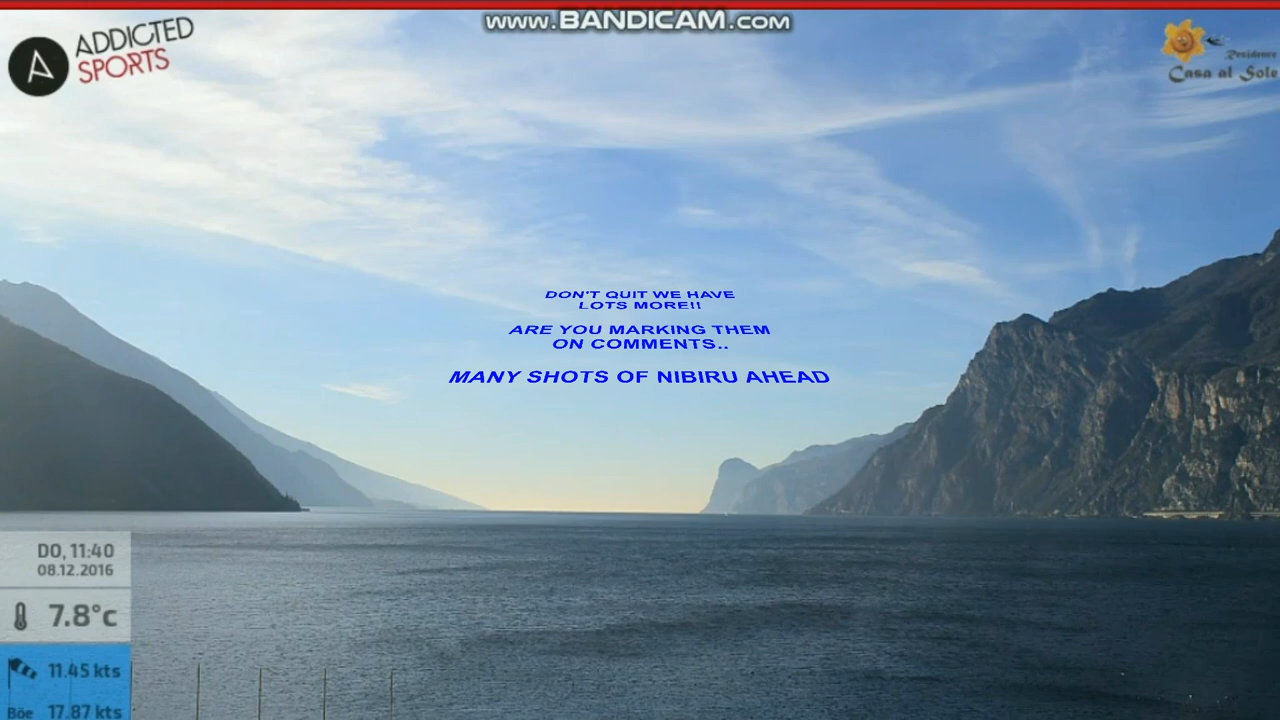 www.BANDICAM.com
ADDICTED
SPORTS
Residence
Casa al Sole
DON'T QUIT WE HAVE
LOTS MORE!!
ARE YOU MARKING THEM
ON COMMENTS..
MANY SHOTS OF NIBIRU AHEAD
DO, 11:40
08.12.2016
7.8°C
11.45 kts
Böe 17.87 kts